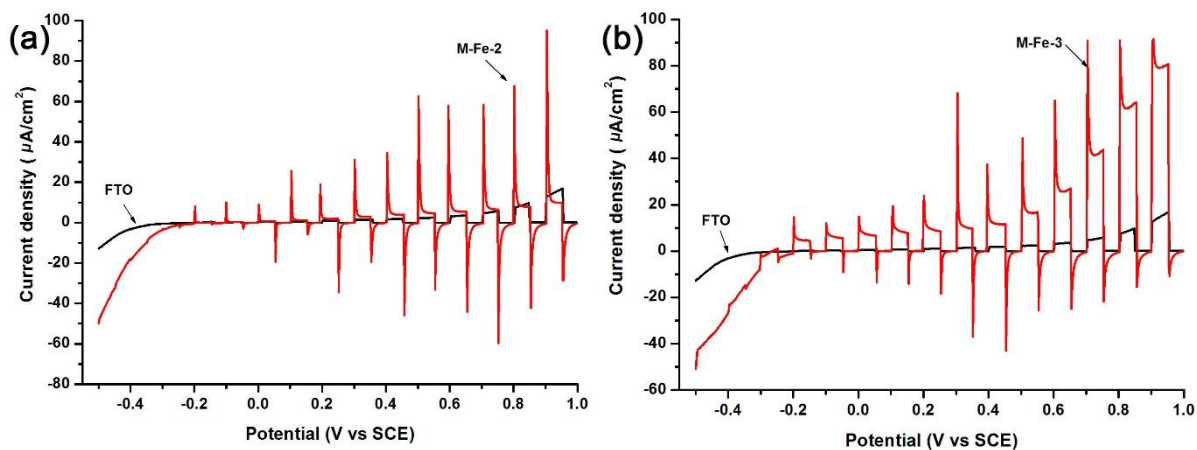 (a)
100
80
60
40
20
0
-20
-40
-60
-80
-0.4 -0.2 0.0 0.2 0.4 0.6 0.8 1.0
Current density ( μA/cm²)
Potential (V vs SCE)
M-Fe-2
FTO
(b)
100
80
60
40
20
0
-20
-40
-60
-0.4 -0.2 0.0 0.2 0.4 0.6 0.8 1.0
Current density ( μA/cm²)
Potential (V vs SCE)
M-Fe-3
FTO